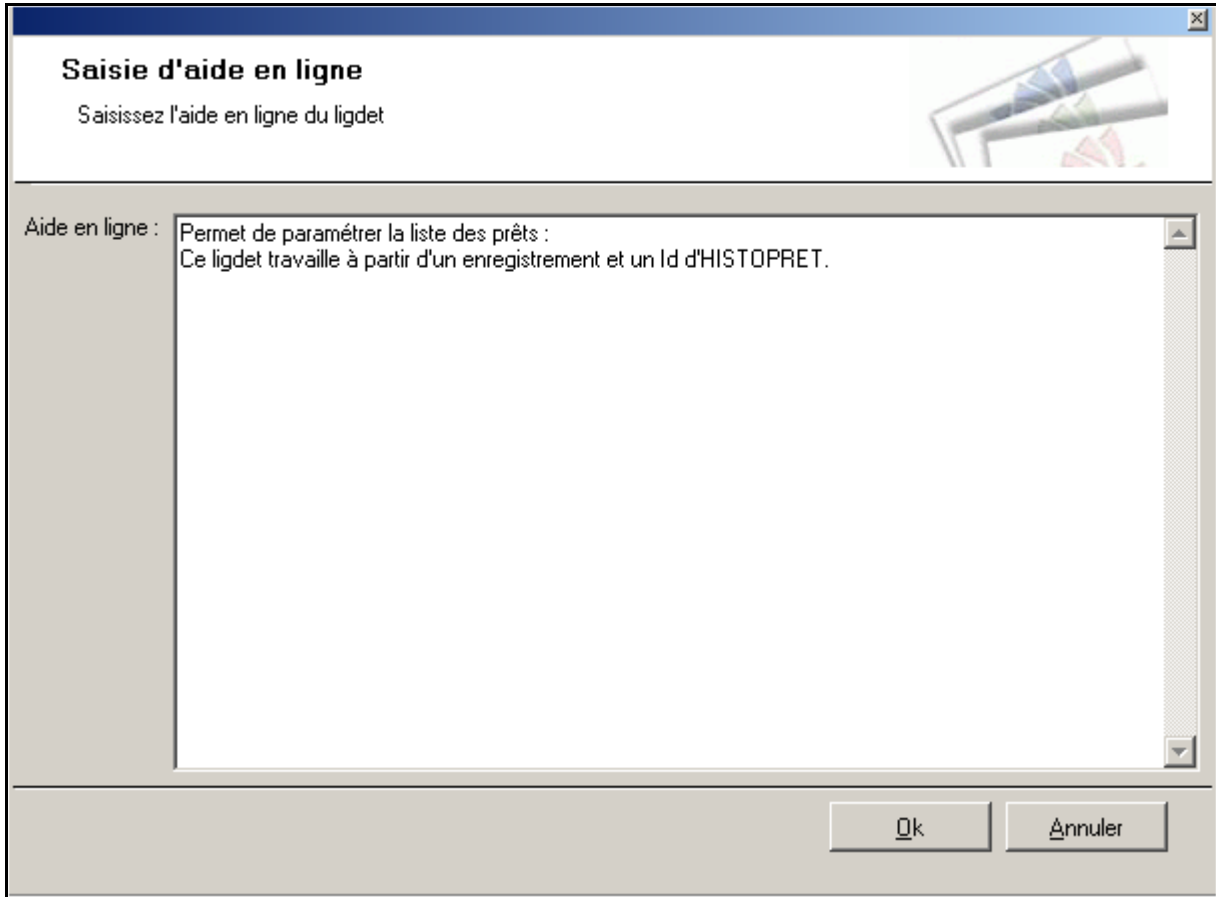 Saisie d'aide en ligne
Saisissez l'aide en ligne du ligdet
Aide en ligne :
Permet de paramétrer la liste des prêts :
Ce ligdet travaille à partir d'un enregistrement et un Id d'HISTOPRET.
Ok
Annuler